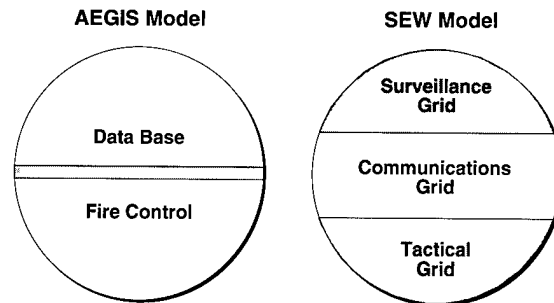 AEGIS Model
Data Base
Fire Control
SEW Model
Surveillance
Grid
Communications
Grid
Tactical
Grid